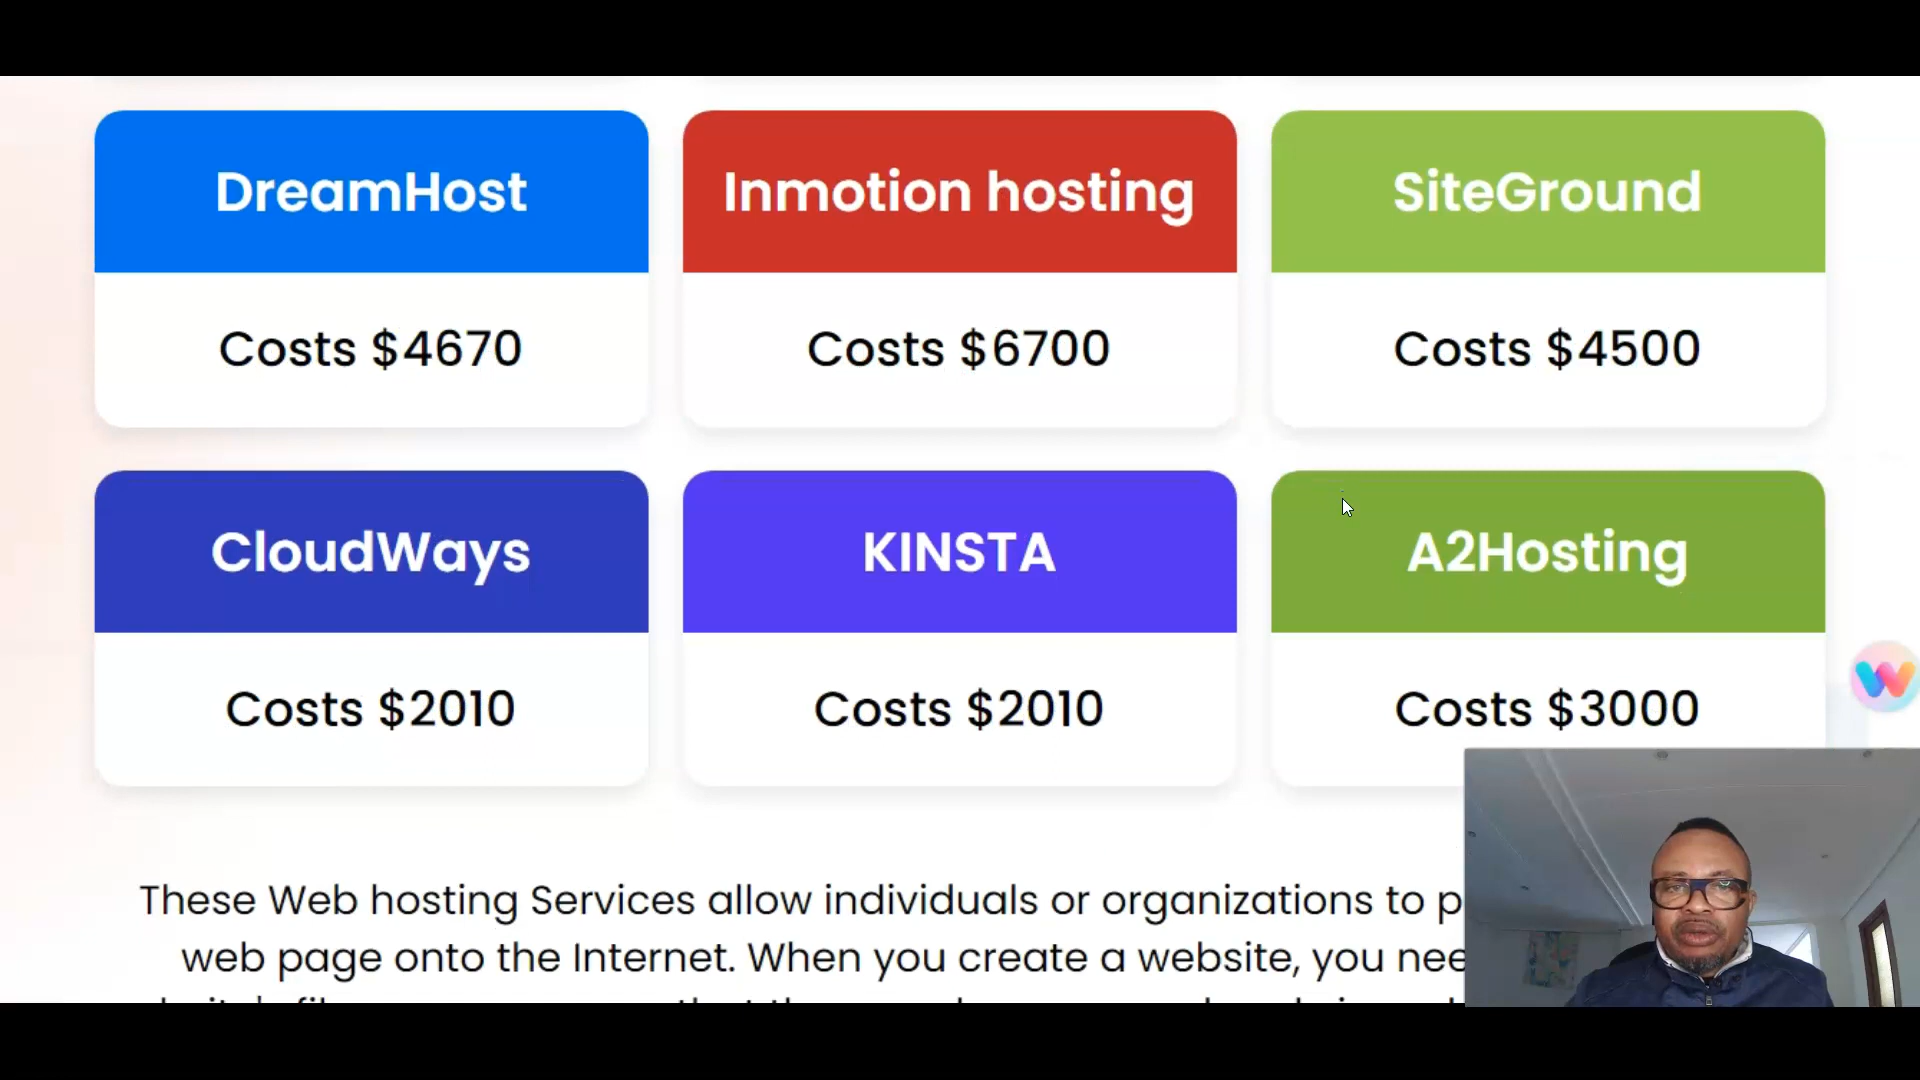 DreamHost
Inmotion hosting
SiteGround
Costs $4670
Costs $6700
Costs $4500
CloudWays
KINSTA
A2Hosting
Costs $2010
Costs $2010
Costs $3000
These Web hosting Services allow individuals or organizations to
web page onto the Internet. When you create a website, you